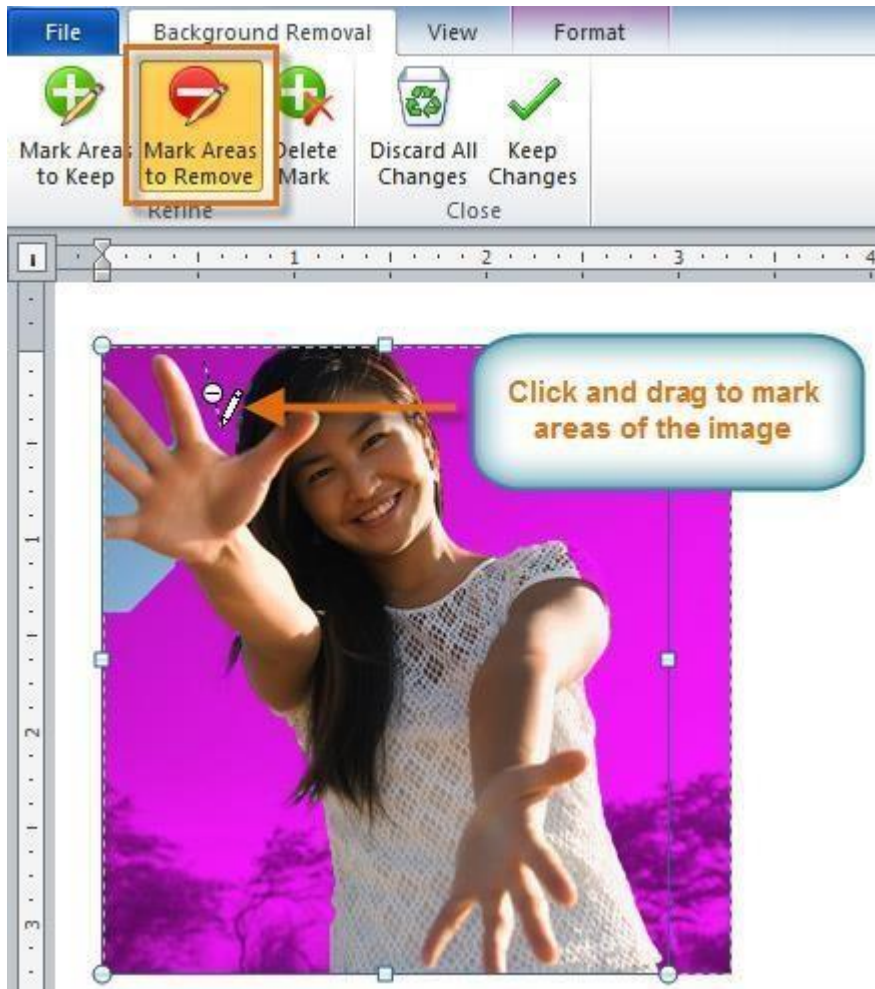 File Background Removal View Format
Mark Areas Mark Areas Delete Discard All Keep
to Keep to Remove Mark Changes Changes
Refine Close
1 2 3 4
Click and drag to mark
areas of the image
1
2
3